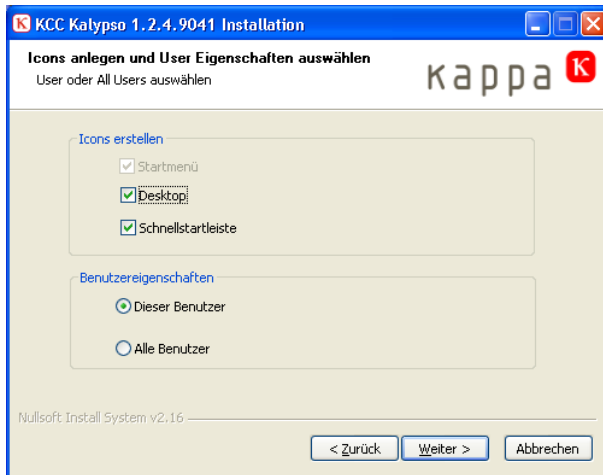 K KCC Kalypso 1.2.4.9041 Installation
Icons anlegen und User Eigenschaften auswählen
User oder All Users auswählen
kappa K
Icons erstellen
Startmenü
Desktop
Schnellstartleiste
Benutzereigenschaften
Dieser Benutzer
Alle Benutzer
Nullsoft Install System v2.16
< Zurück Weiter > Abbrechen